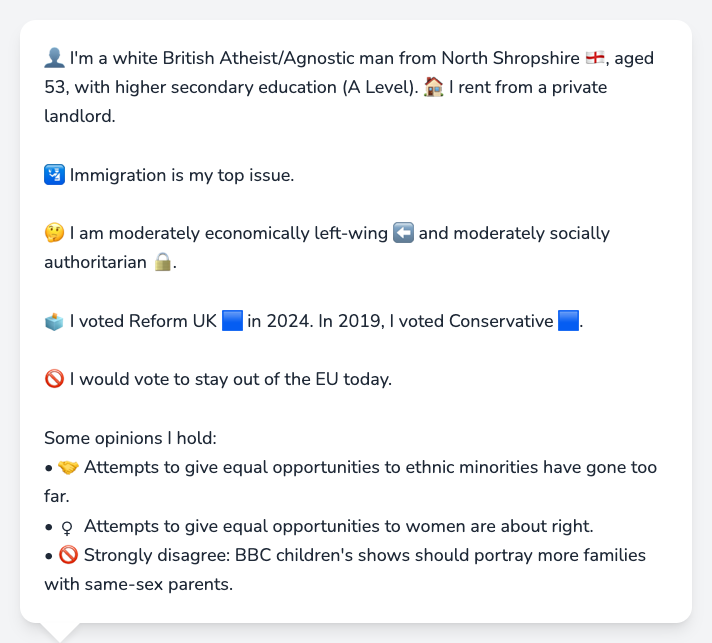 👤 I'm a white British Atheist/Agnostic man from North Shropshire 🏴󠁧󠁢󠁥󠁮󠁧󠁿, aged
53, with higher secondary education (A Level). 🏠 I rent from a private
landlord.
🛂 Immigration is my top issue.
🤔 I am moderately economically left-wing ⬅️ and moderately socially
authoritarian 🔒.
🗳️ I voted Reform UK 🟦 in 2024. In 2019, I voted Conservative 🟦.
🚫 I would vote to stay out of the EU today.
Some opinions I hold:
• 🤝 Attempts to give equal opportunities to ethnic minorities have gone too
far.
• ♀ Attempts to give equal opportunities to women are about right.
• 🚫 Strongly disagree: BBC children's shows should portray more families
with same-sex parents.